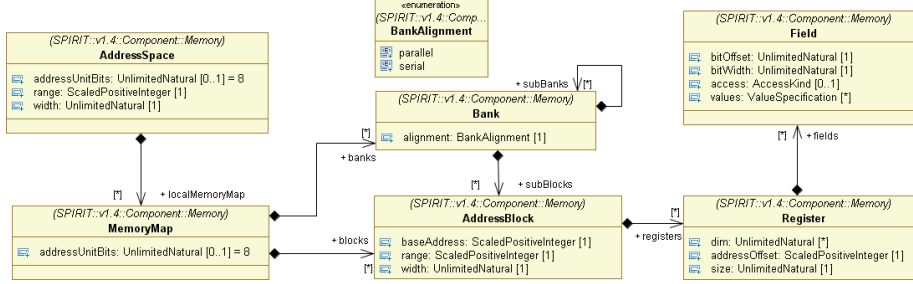 «enumeration»
(SPIRIT::v1.4::Comp...
BankAlignment
parallel
serial
(SPIRIT::v1.4::Component::Memory)
AddressSpace
addressUnitBits: UnlimitedNatural [0..1] = 8
range: ScaledPositiveInteger [1]
width: UnlimitedNatural [1]
(SPIRIT::v1.4::Component::Memory)
Field
bitOffset: UnlimitedNatural [1]
bitWidth: UnlimitedNatural [1]
access: AccessKind [0..1]
values: ValueSpecification [*]
+ subBanks
[*]
(SPIRIT::v1.4::Component::Memory)
Bank
alignment: BankAlignment [1]
[*]
+ banks
[*]
+ fields
[*]
+ localMemoryMap
[*]
+ subBlocks
(SPIRIT::v1.4::Component::Memory)
MemoryMap
addressUnitBits: UnlimitedNatural [0..1] = 8
+ blocks
[*]
(SPIRIT::v1.4::Component::Memory)
AddressBlock
baseAddress: ScaledPositiveInteger [1]
range: ScaledPositiveInteger [1]
width: UnlimitedNatural [1]
[*]
+ registers
(SPIRIT::v1.4::Component::Memory)
Register
dim: UnlimitedNatural [*]
addressOffset: ScaledPositiveInteger [1]
size: UnlimitedNatural [1]